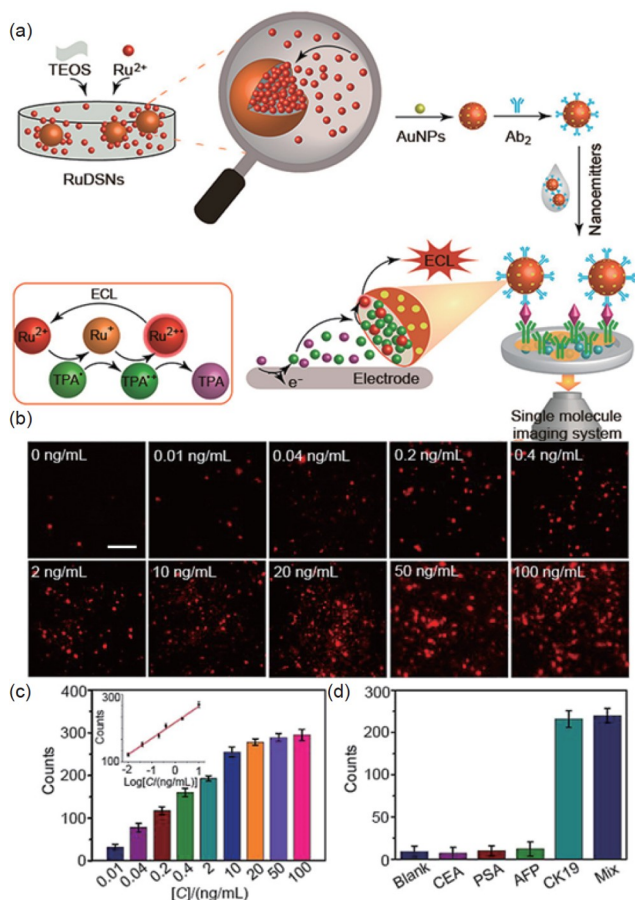 (a)
TEOS Ru2+
RuDSNs
AuNPs Ab2
Nanoemitters
ECL
ECL
Ru2+ Ru+ Ru2+•
TPA• TPA•+ TPA
e− Electrode
Single molecule
imaging system
(b)
0 ng/mL 0.01 ng/mL 0.04 ng/mL 0.2 ng/mL 0.4 ng/mL
2 ng/mL 10 ng/mL 20 ng/mL 50 ng/mL 100 ng/mL
(c)
400
300
200
100
0
Counts
300
100
Counts
-2 -1 0 1
Log[C/(ng/mL)]
0.01 0.04 0.2 0.4 2 10 20 50 100
[C]/(ng/mL)
(d)
300
200
100
50
0
Counts
Blank CEA PSA AFP CK19 Mix